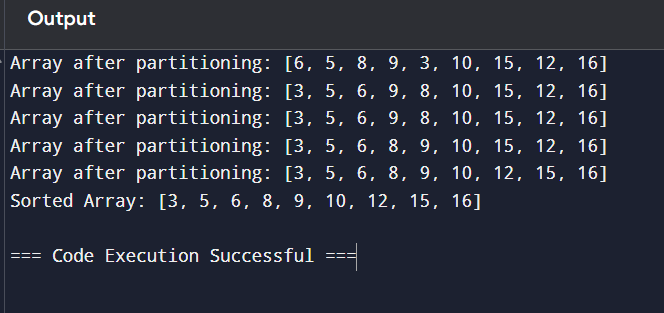 Output
Array after partitioning: [6, 5, 8, 9, 3, 10, 15, 12, 16]
Array after partitioning: [3, 5, 6, 9, 8, 10, 15, 12, 16]
Array after partitioning: [3, 5, 6, 9, 8, 10, 15, 12, 16]
Array after partitioning: [3, 5, 6, 8, 9, 10, 15, 12, 16]
Array after partitioning: [3, 5, 6, 8, 9, 10, 12, 15, 16]
Sorted Array: [3, 5, 6, 8, 9, 10, 12, 15, 16]
=== Code Execution Successful ===